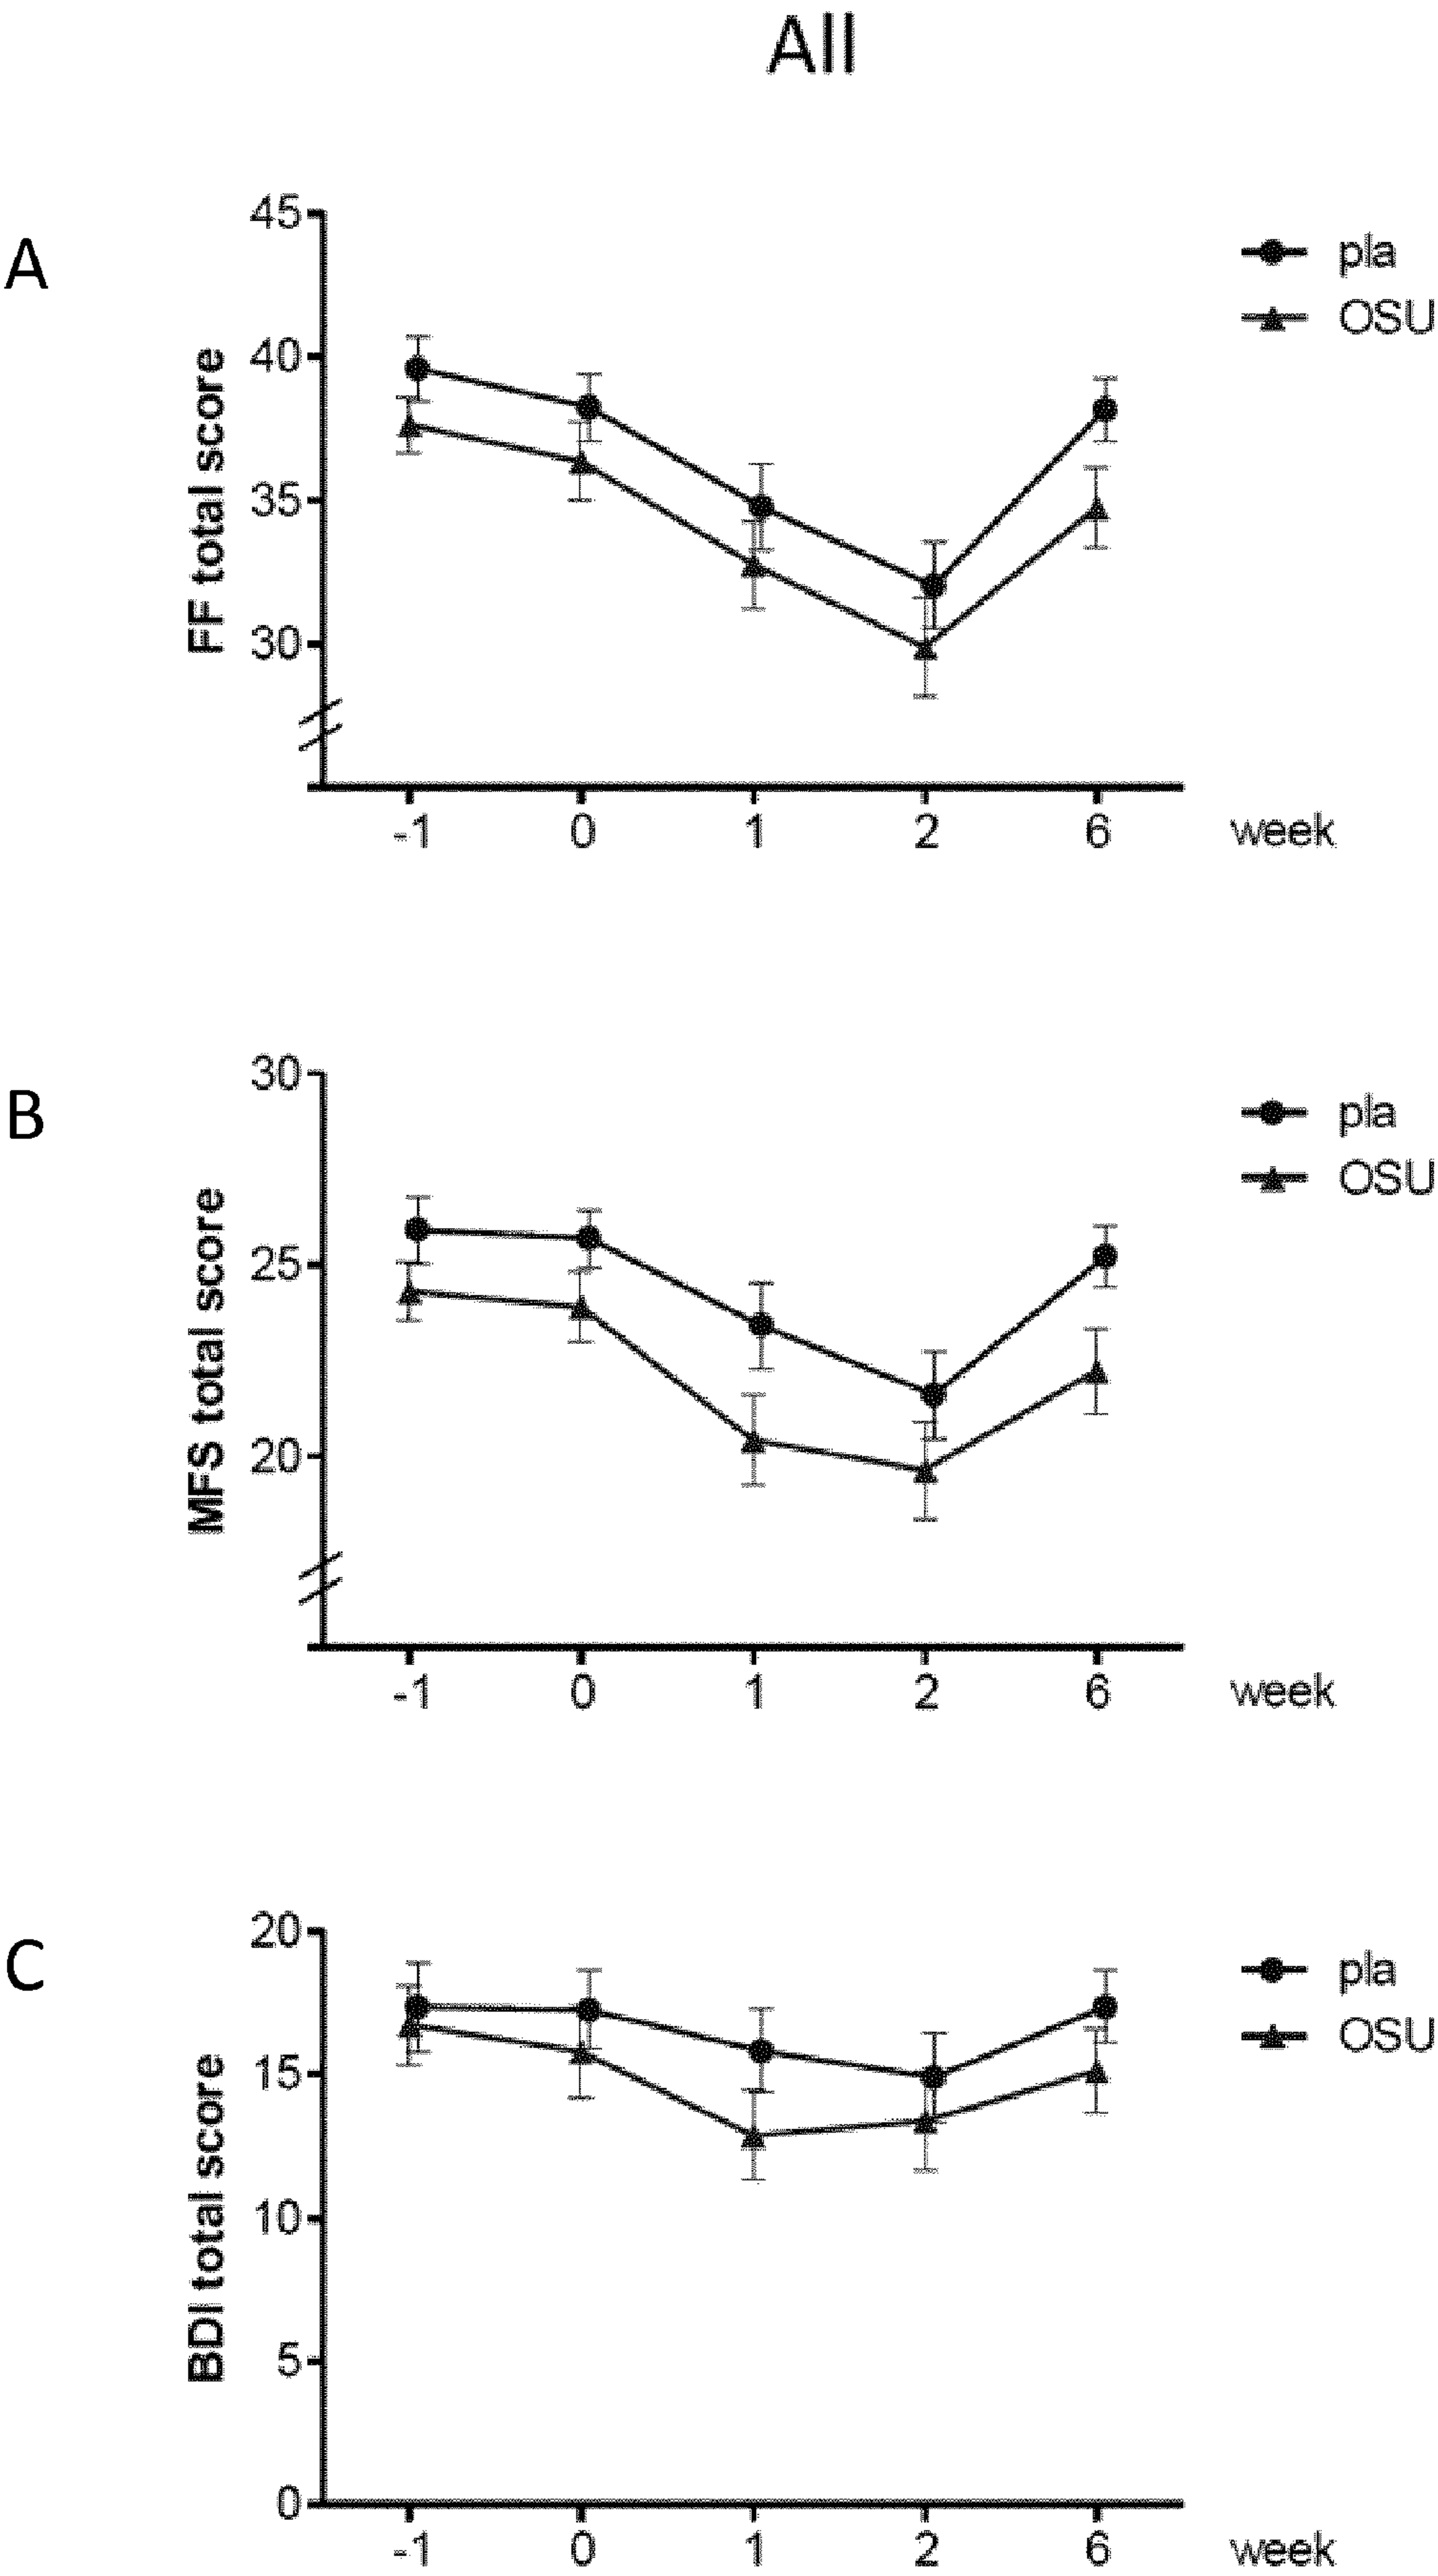 All
A
FF total score
45
40
35
30
pla
OSU
-1 0 1 2 6 week
B
MFS total score
30
25
20
pla
OSU
-1 0 1 2 6 week
C
BDI total score
20
15
10
5
0
pla
OSU
-1 0 1 2 6 week